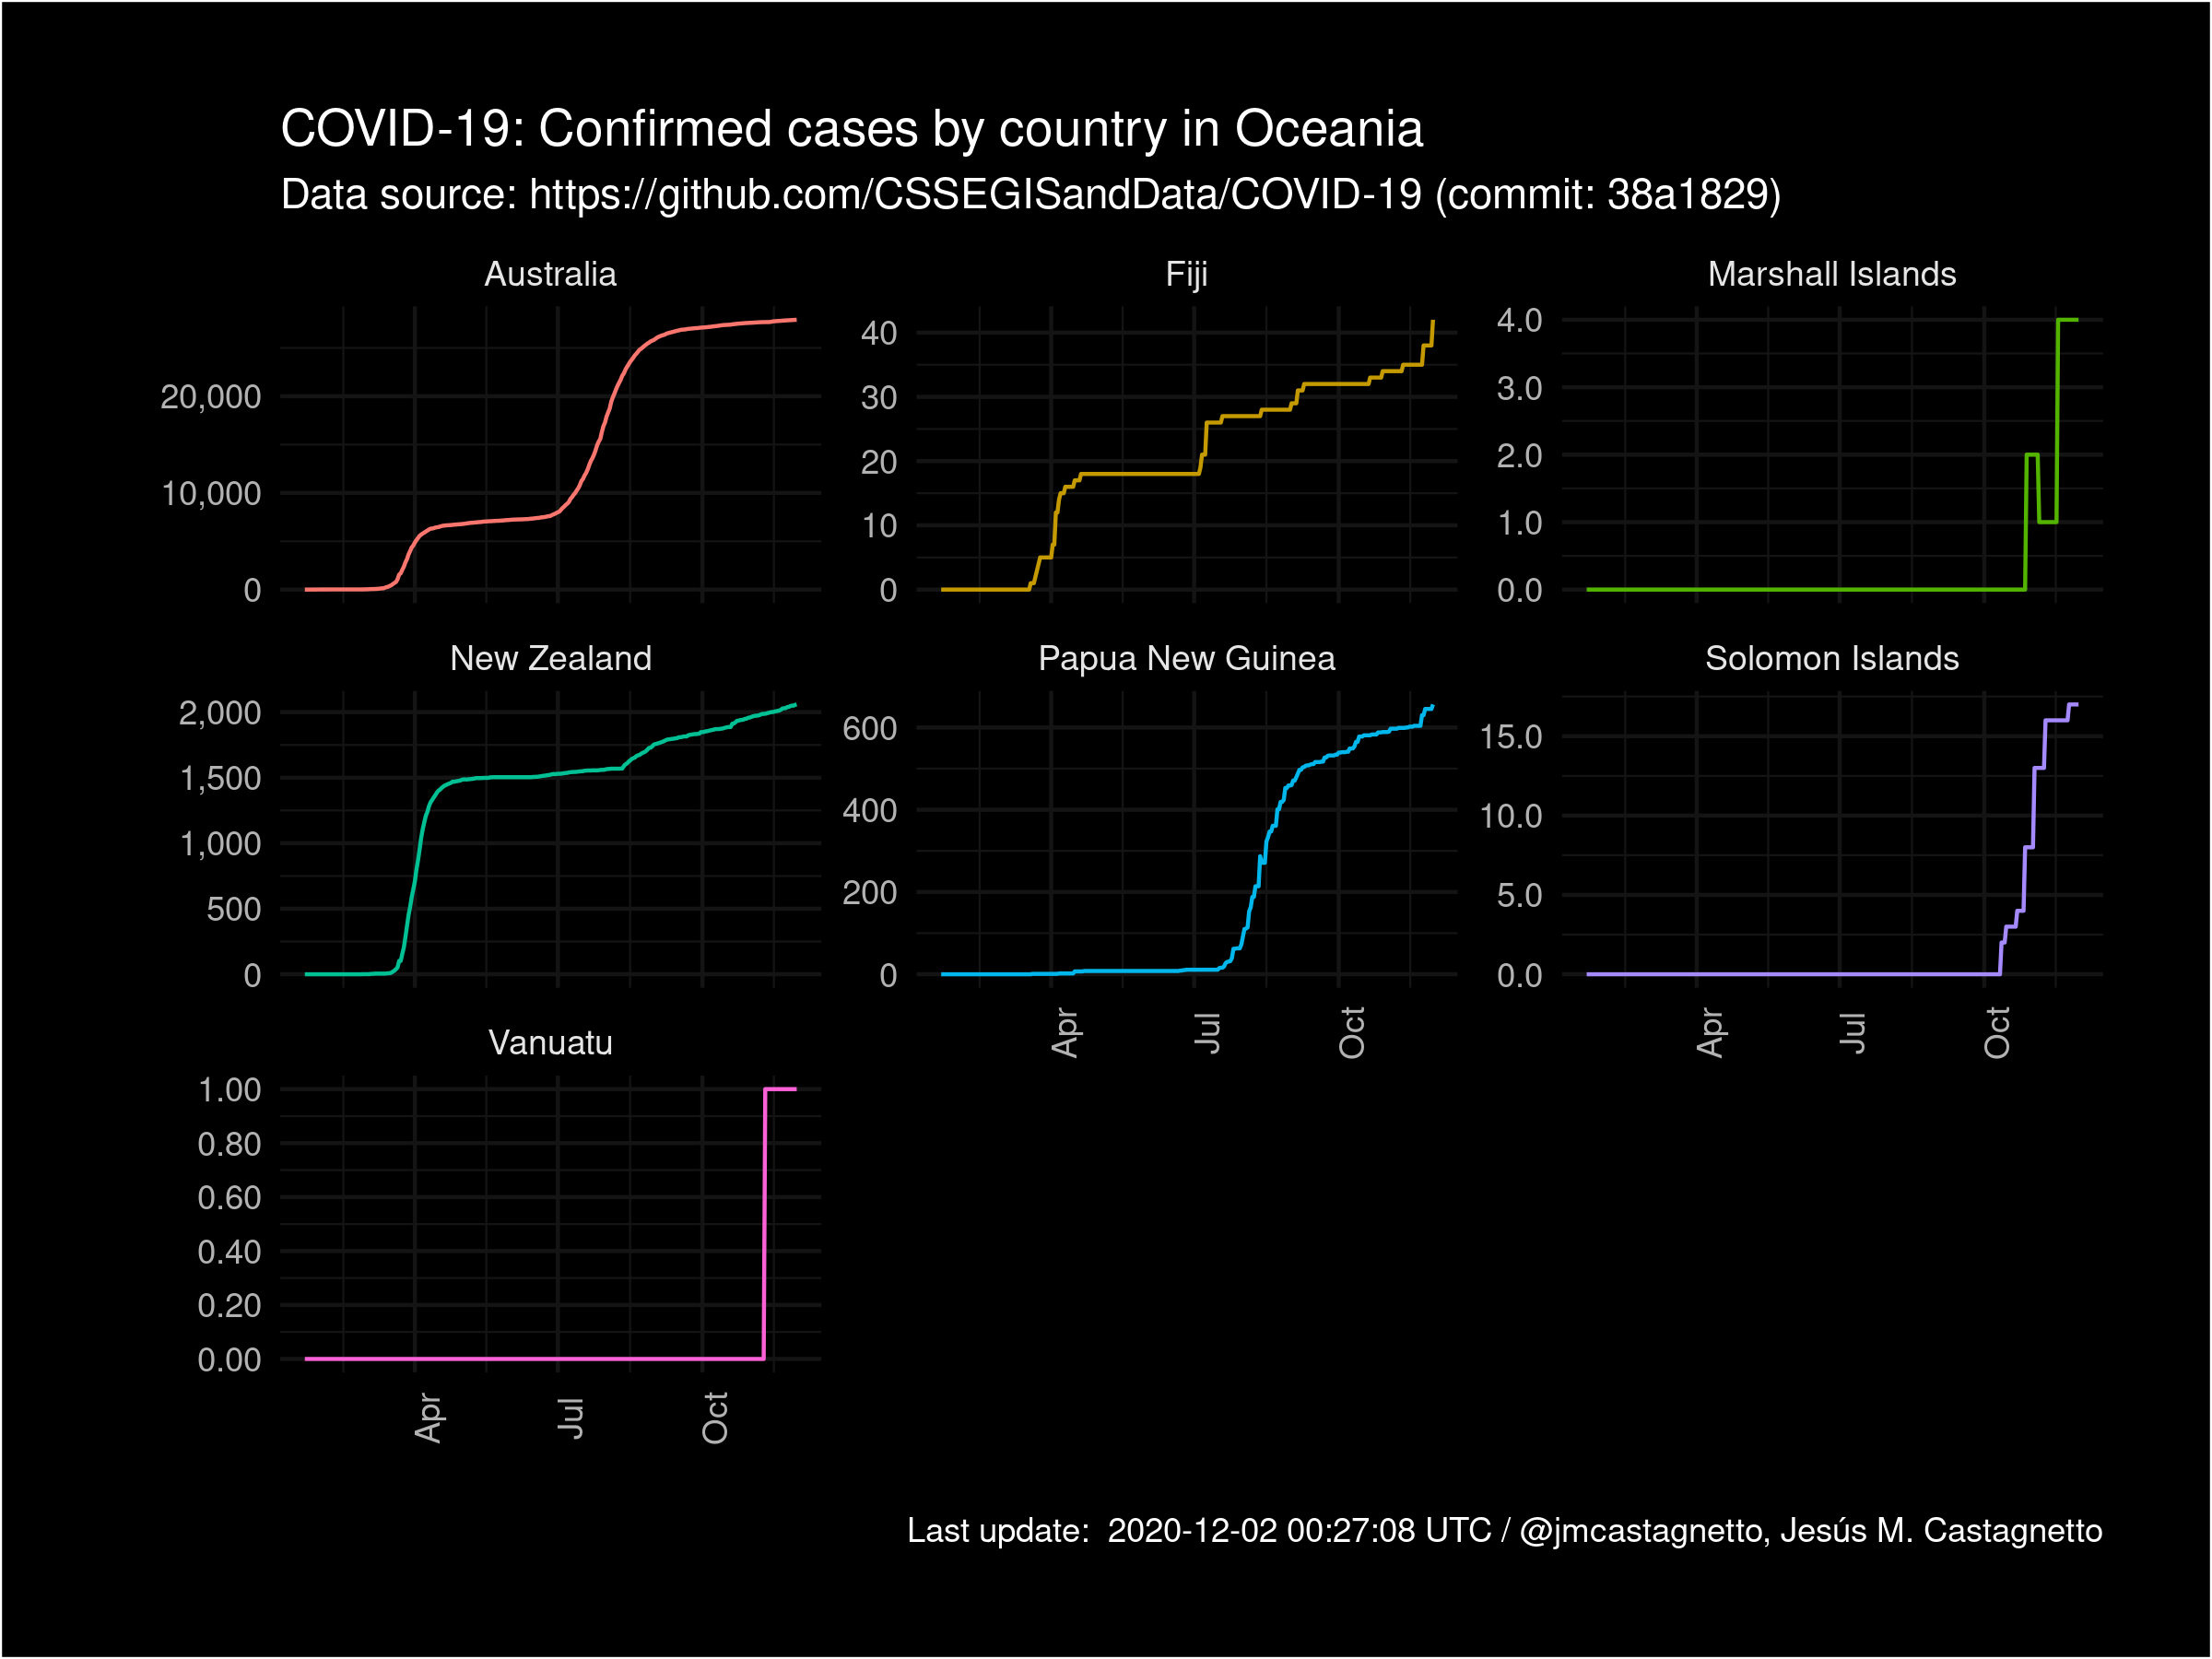 COVID-19: Confirmed cases by country in Oceania
Data source: https://github.com/CSSEGISandData/COVID-19 (commit: 38a1829)
Australia
20,000
10,000
0
Fiji
40
30
20
10
0
Marshall Islands
4.0
3.0
2.0
1.0
0.0
New Zealand
2,000
1,500
1,000
500
0
Papua New Guinea
600
400
200
0
Apr
Jul
Oct
Solomon Islands
15.0
10.0
5.0
0.0
Apr
Jul
Oct
Vanuatu
1.00
0.80
0.60
0.40
0.20
0.00
Apr
Jul
Oct
Last update:  2020-12-02 00:27:08 UTC / @jmcastagnetto, Jesús M. Castagnetto